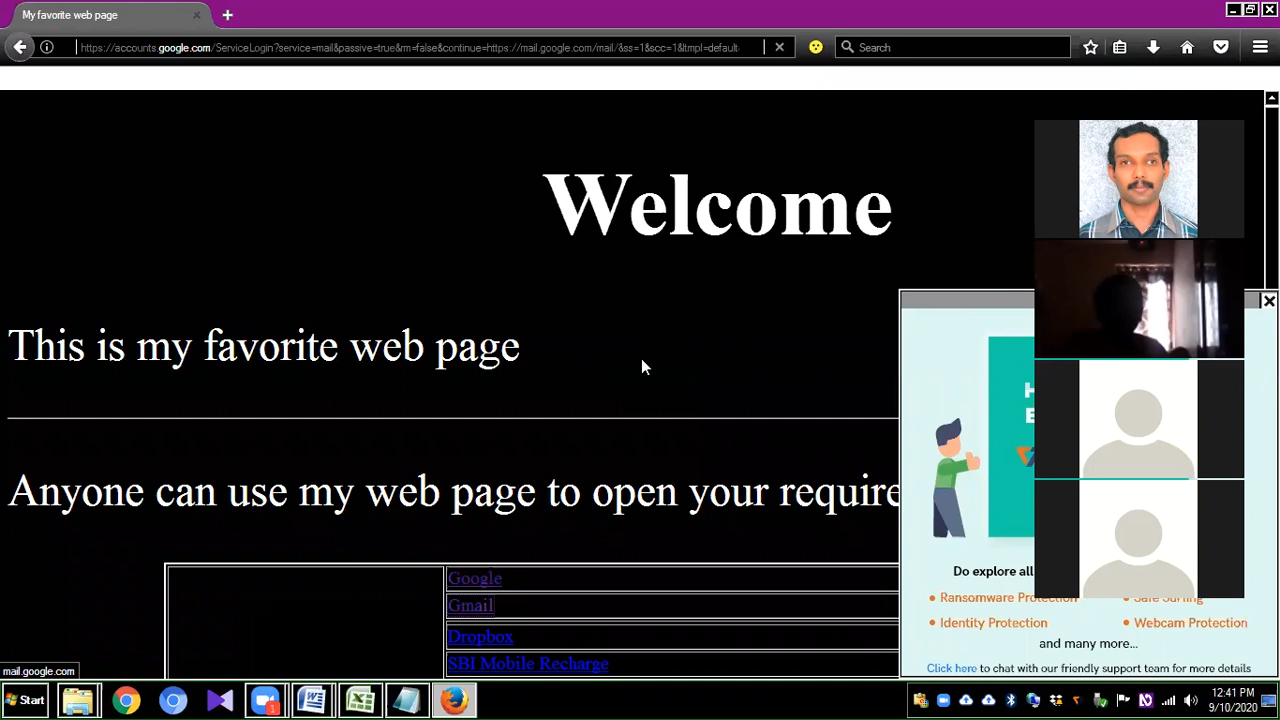 My favorite web page
https://accounts.google.com/ServiceLogin?service=mail&passive=true&rm=false&continue=https://mail.google.com/mail/&ss=1&scc=1&ltmpl=default
Search
Welcome
This is my favorite web page
Anyone can use my web page to open your require
Google
Gmail
Dropbox
SBI Mobile Recharge
H
E
Do explore all
• Ransomware Protection
• Safe Surfing
• Identity Protection
• Webcam Protection
and many more...
Click here to chat with our friendly support team for more details
mail.google.com
Start
1
12:41 PM
9/10/2020